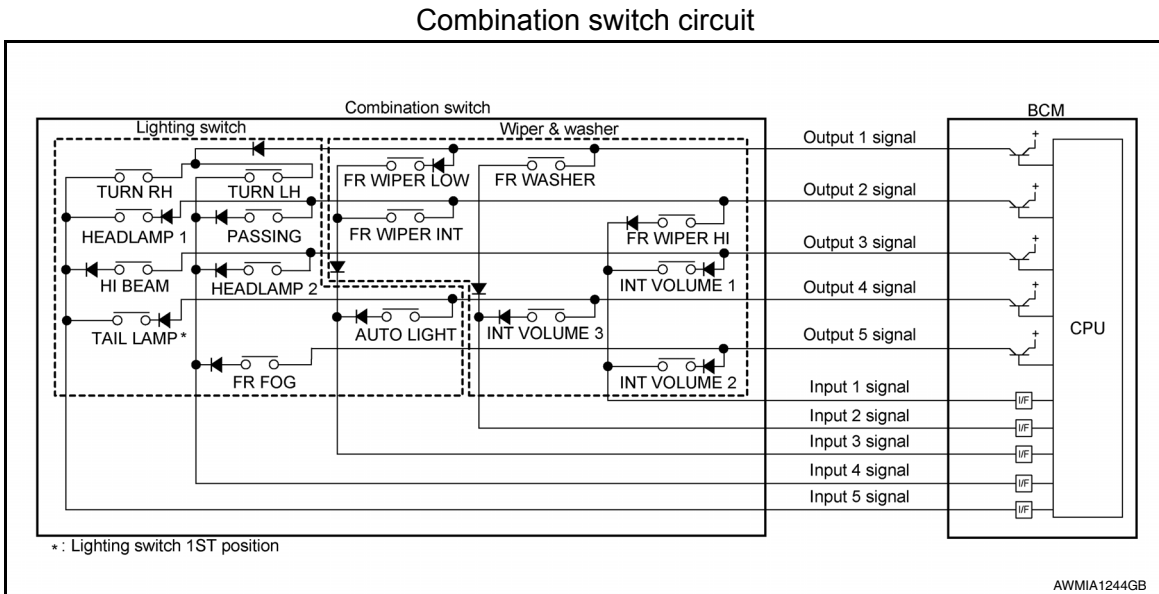 Combination switch circuit
Combination switch
BCM
Lighting switch
Wiper & washer
Output 1 signal
+
TURN RH
TURN LH
FR WIPER LOW
FR WASHER
Output 2 signal
+
HEADLAMP 1
PASSING
FR WIPER INT
FR WIPER HI
Output 3 signal
+
HI BEAM
HEADLAMP 2
INT VOLUME 1
Output 4 signal
+
TAIL LAMP*
AUTO LIGHT
INT VOLUME 3
Output 5 signal
+
CPU
FR FOG
INT VOLUME 2
Input 1 signal
I/F
Input 2 signal
I/F
Input 3 signal
I/F
Input 4 signal
I/F
Input 5 signal
I/F
*: Lighting switch 1ST position
AWMIA1244GB